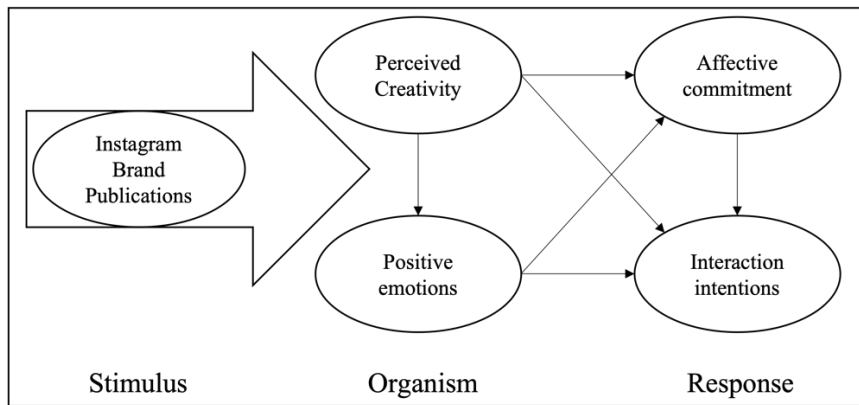 Instagram
Brand
Publications
Perceived
Creativity
Positive
emotions
Affective
commitment
Interaction
intentions
Stimulus
Organism
Response